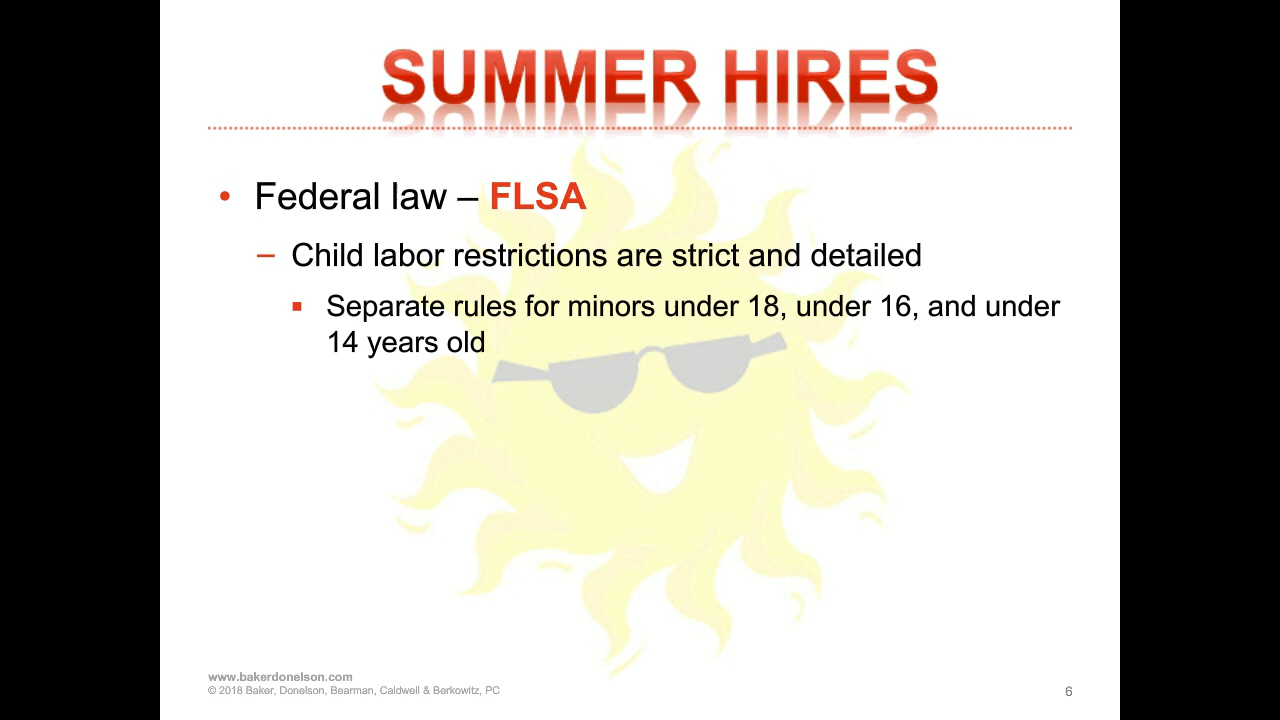 SUMMER HIRES
• Federal law – FLSA
– Child labor restrictions are strict and detailed
▪ Separate rules for minors under 18, under 16, and under
14 years old
www.bakerdonelson.com
© 2018 Baker, Donelson, Bearman, Caldwell & Berkowitz, PC
6